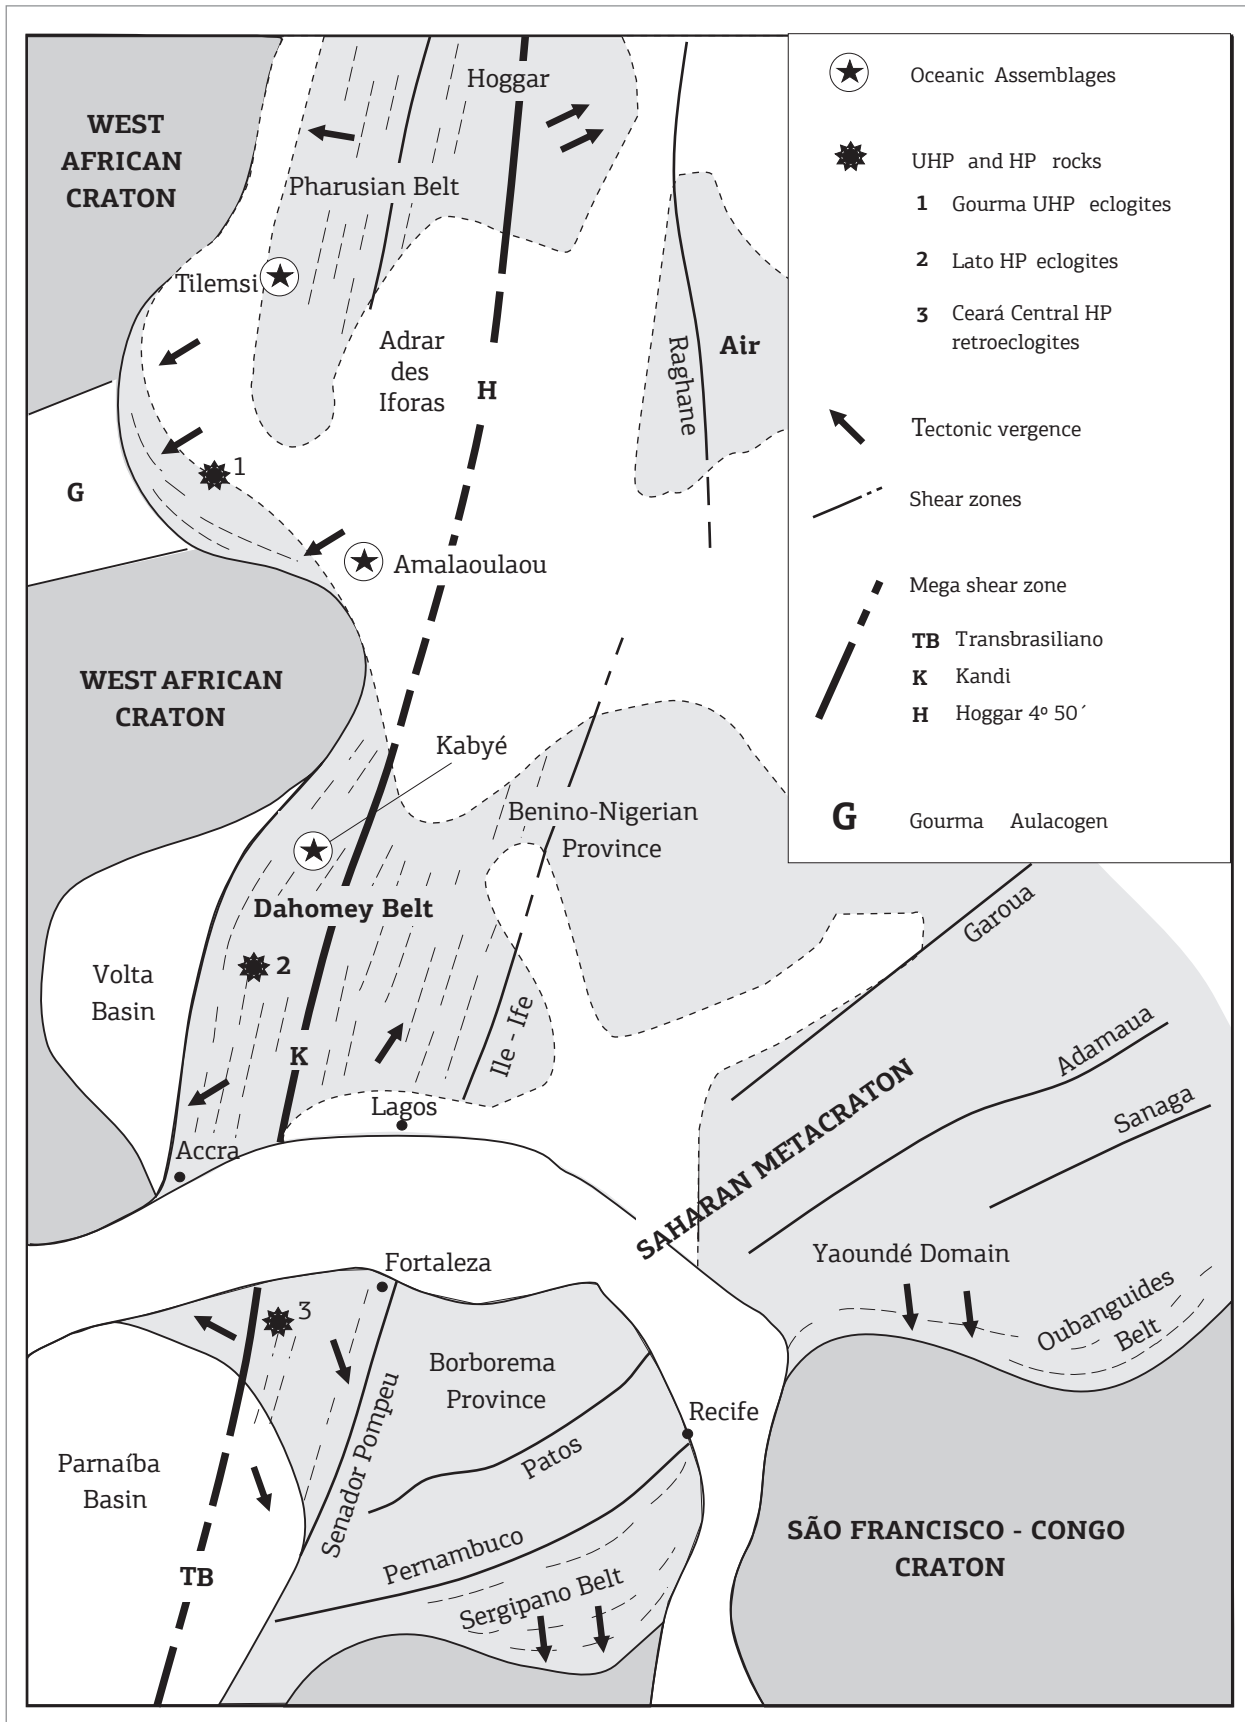 WEST
AFRICAN
CRATON
Hoggar
Pharusian Belt
Tilemsi
Adrar
des
Iforas
H
Raghane
Air
1
G
Amalaoulaou
WEST AFRICAN
CRATON
Kabyé
Benino-Nigerian
Province
Dahomey Belt
2
Volta
Basin
K
Ile - Ife
Lagos
Accra
Garoua
Adamaua
Sanaga
SAHARAN METACRATON
Yaoundé Domain
Oubanguides
Belt
Fortaleza
3
Borborema
Province
Senador Pompeu
Patos
Recife
Parnaíba
Basin
Pernambuco
TB
Sergipano Belt
SÃO FRANCISCO - CONGO
CRATON
Oceanic Assemblages
UHP and HP rocks
1 Gourma UHP eclogites
2 Lato HP eclogites
3 Ceará Central HP
retroeclogites
Tectonic vergence
Shear zones
Mega shear zone
TB Transbrasiliano
K Kandi
H Hoggar 4º 50´
G Gourma Aulacogen